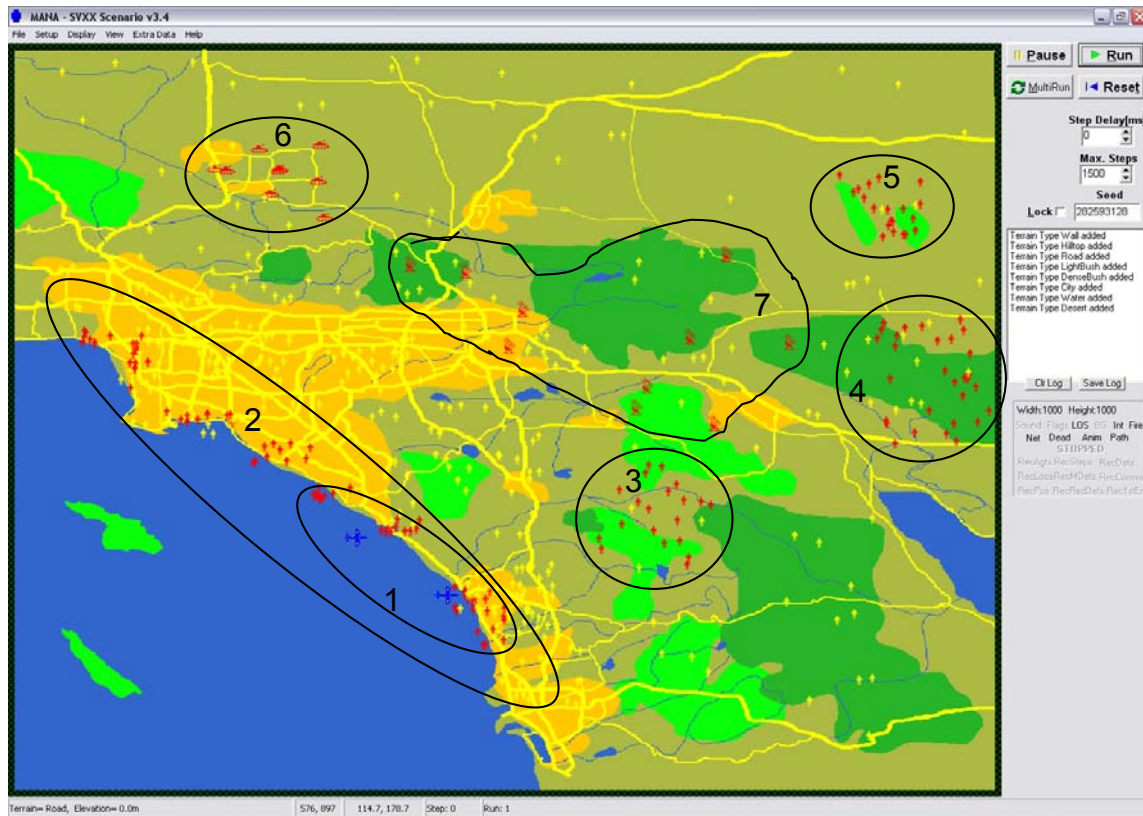 MANA - SVXX Scenario v3.4
File Setup Display View Extra Data Help
Pause Run
MultiRun Reset
Step Delay[ms
0
Max. Steps
1500
Seed
Lock 282593128
Terrain Type Wall added
Terrain Type Hilltop added
Terrain Type Road added
Terrain Type LightBush added
Terrain Type DenseBush added
Terrain Type City added
Terrain Type Water added
Terrain Type Desert added
Clr Log Save Log
Width:1000 Height:1000
Sound Flags LOS BG Int Fire
Net Dead Anim Path
STOPPED
RecAgts RecSteps RecData
6
5
7
4
2
3
1
Terrain= Road, Elevation= 0.0m 576, 897 114.7, 178.7 Step: 0 Run: 1